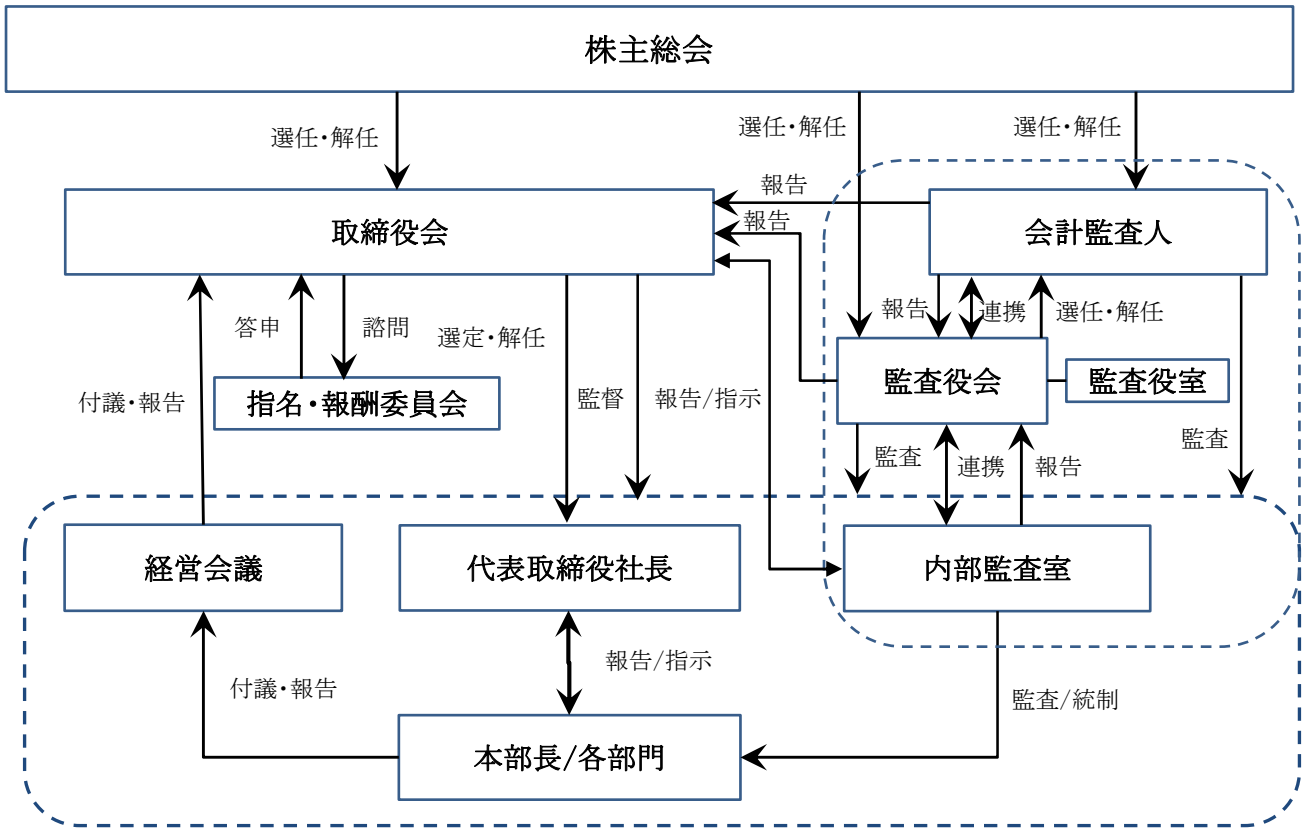 株主総会
選任・解任
選任・解任
選任・解任
報告
取締役会
報告
会計監査人
答申
諮問
選定・解任
報告
連携
選任・解任
指名・報酬委員会
付議・報告
監督
報告/指示
監査役会
監査役室
監査
連携
報告
監査
経営会議
代表取締役社長
内部監査室
報告/指示
付議・報告
監査/統制
本部長/各部門